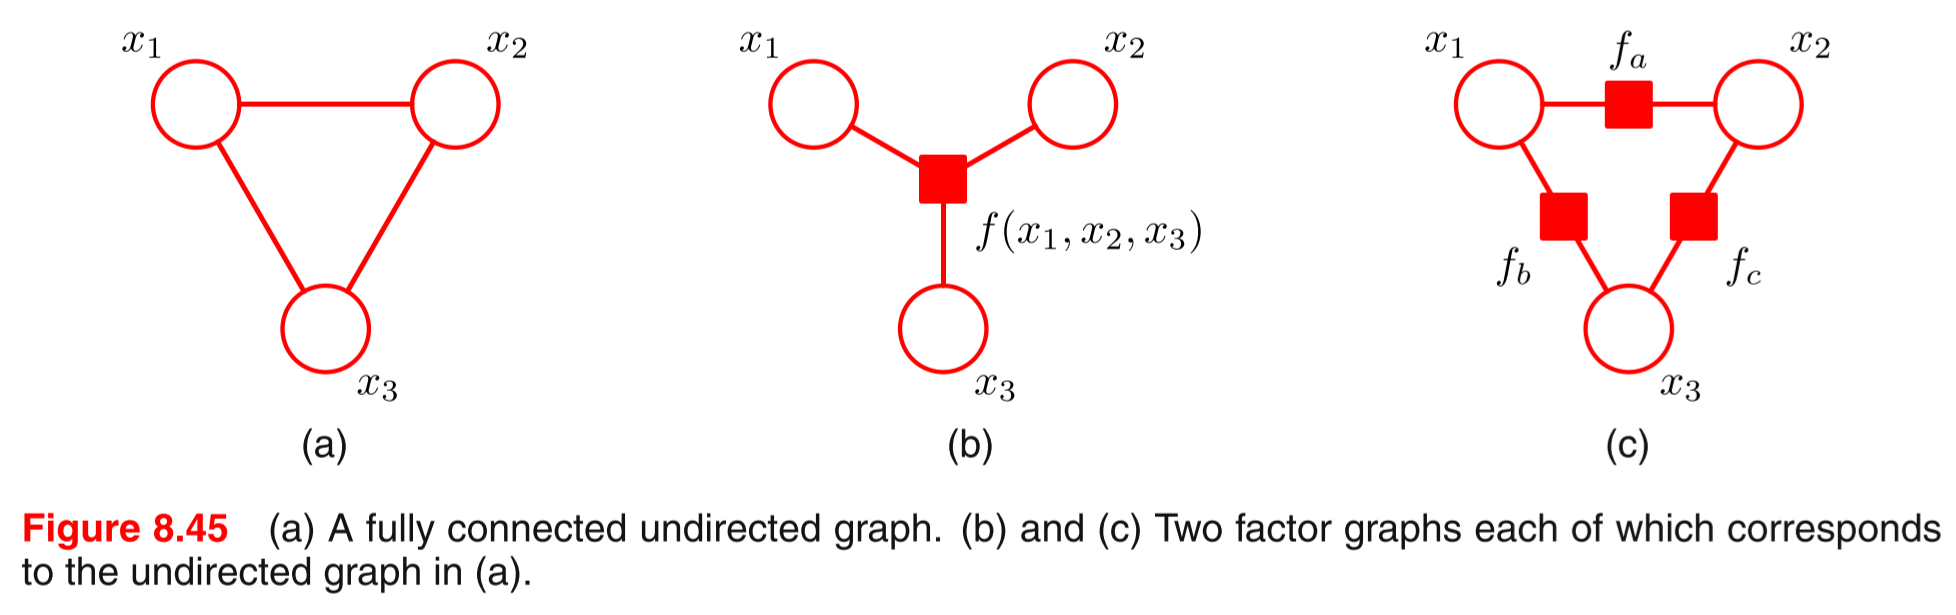 x1 x2 x1 x2 x1 fa x2
f(x1, x2, x3)
fb fc
x3 x3 x3
(a) (b) (c)
Figure 8.45 (a) A fully connected undirected graph. (b) and (c) Two factor graphs each of which corresponds
to the undirected graph in (a).